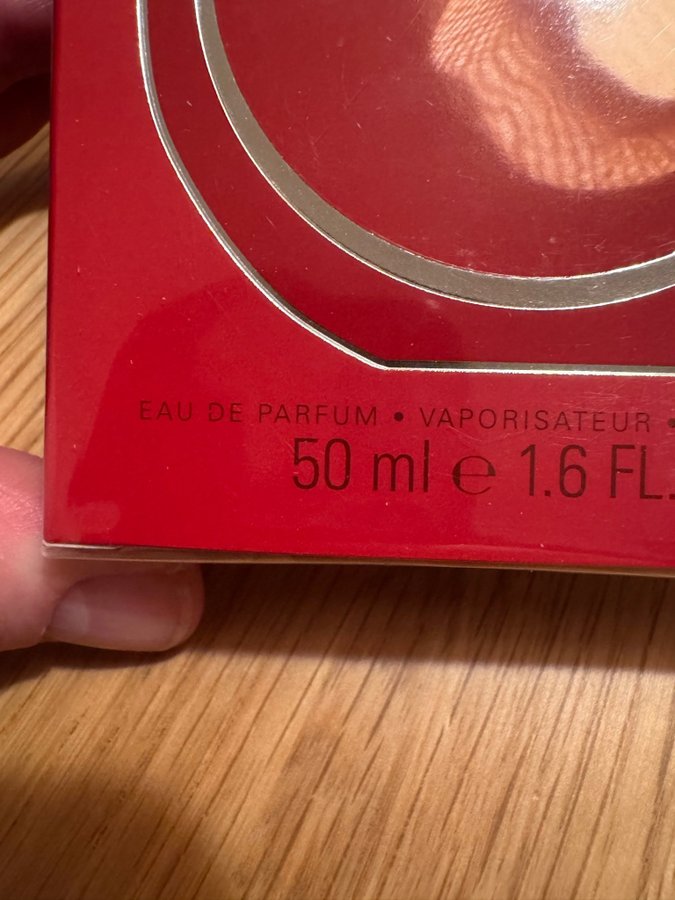 EAU DE PARFUM • VAPORISATEUR •
50 ml ℮ 1.6 FL.